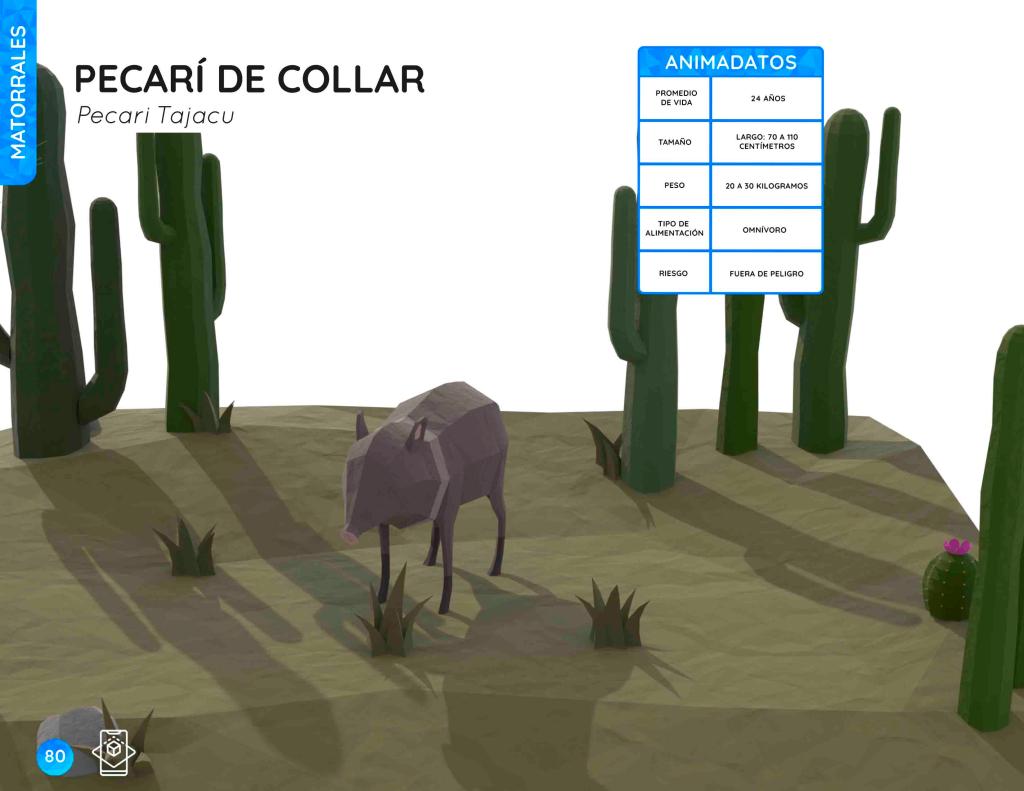 MATORRALES
PECARÍ DE COLLAR
Pecari Tajacu
ANIMADATOS
PROMEDIO
DE VIDA
24 AÑOS
TAMAÑO
LARGO: 70 A 110
CENTÍMETROS
PESO
20 A 30 KILOGRAMOS
TIPO DE
ALIMENTACIÓN
OMNÍVORO
RIESGO
FUERA DE PELIGRO
80